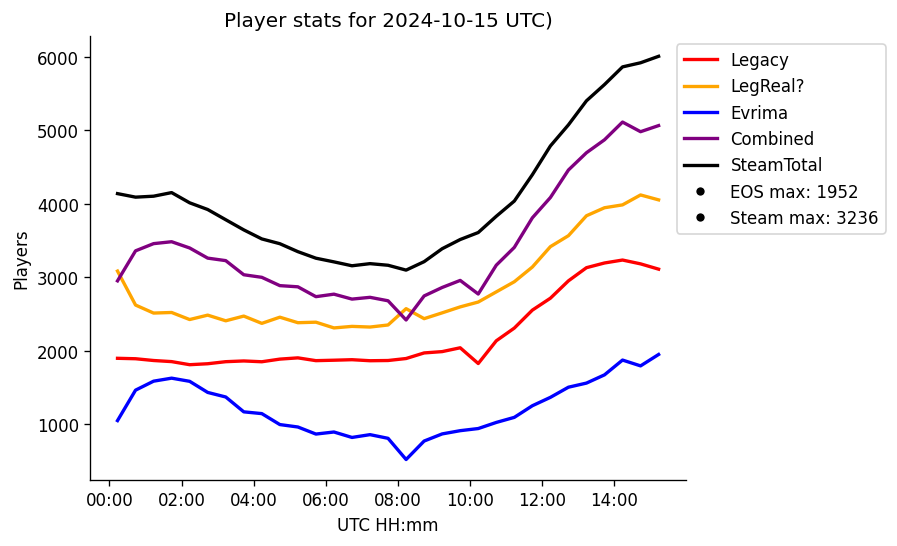 Player stats for 2024-10-15 UTC)
Players
6000
5000
4000
3000
2000
1000
00:00 02:00 04:00 06:00 08:00 10:00 12:00 14:00
UTC HH:mm
Legacy
LegReal?
Evrima
Combined
SteamTotal
EOS max: 1952
Steam max: 3236